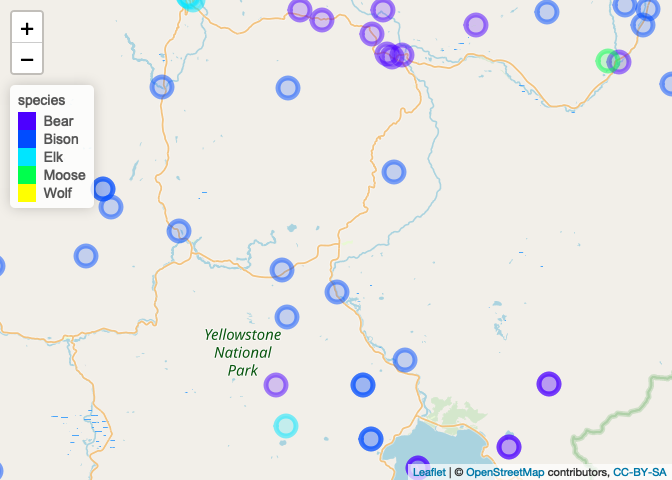 +
−
species
Bear
Bison
Elk
Moose
Wolf
Yellowstone
National
Park
Leaflet | © OpenStreetMap contributors, CC-BY-SA